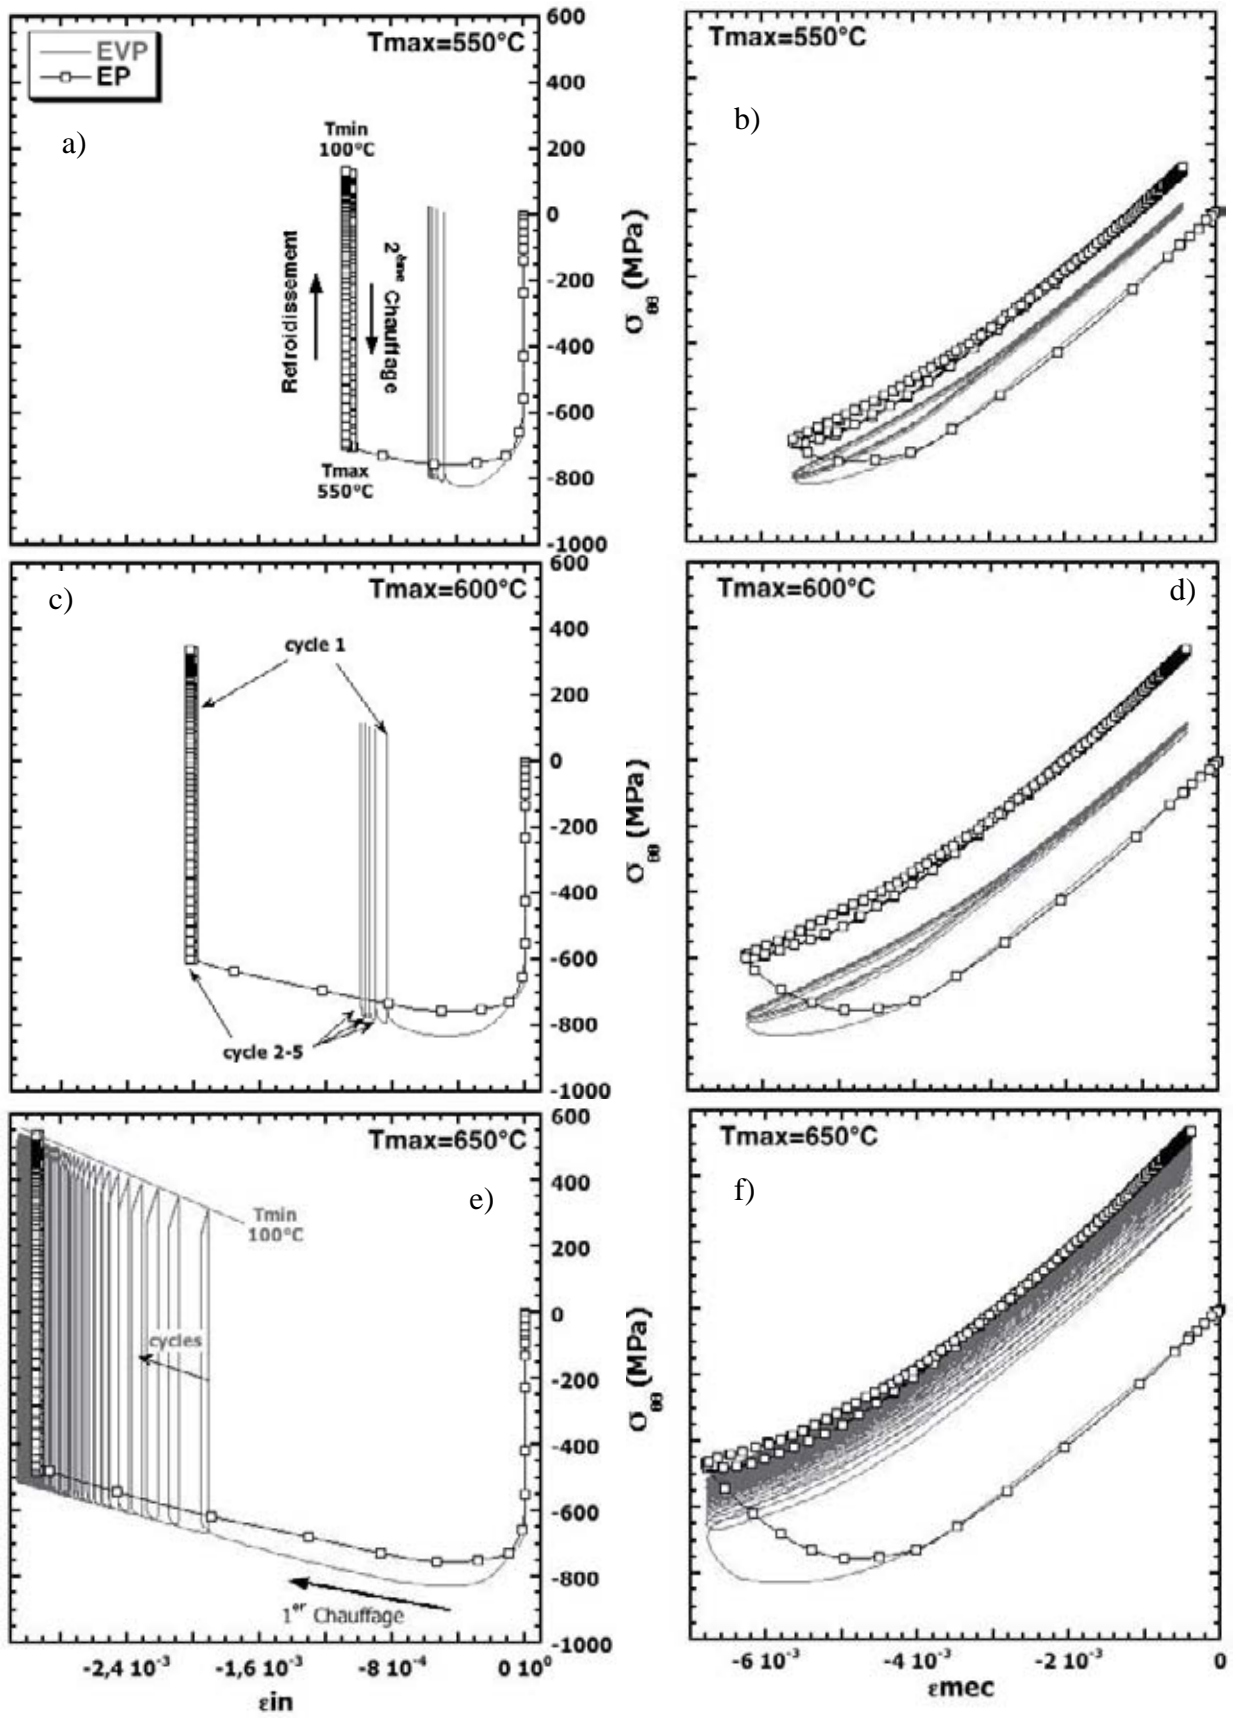 600
400
200
0
-200
-400
-600
-800
-1000
Tmax=550°C
EVP
EP
a)
Tmin
100°C
Refroidissement
2ème Chauffage
Tmax
550°C
σθθ (MPa)
Tmax=550°C
b)
600
400
200
0
-200
-400
-600
-800
-1000
Tmax=600°C
c)
cycle 1
cycle 2-5
σθθ (MPa)
Tmax=600°C
d)
600
400
200
0
-200
-400
-600
-800
-1000
Tmax=650°C
e)
Tmin
100°C
cycles
1er Chauffage
σθθ (MPa)
Tmax=650°C
f)
-2,4 10-3
-1,6 10-3
-8 10-4
0 100
εin
-6 10-3
-4 10-3
-2 10-3
0
εmec